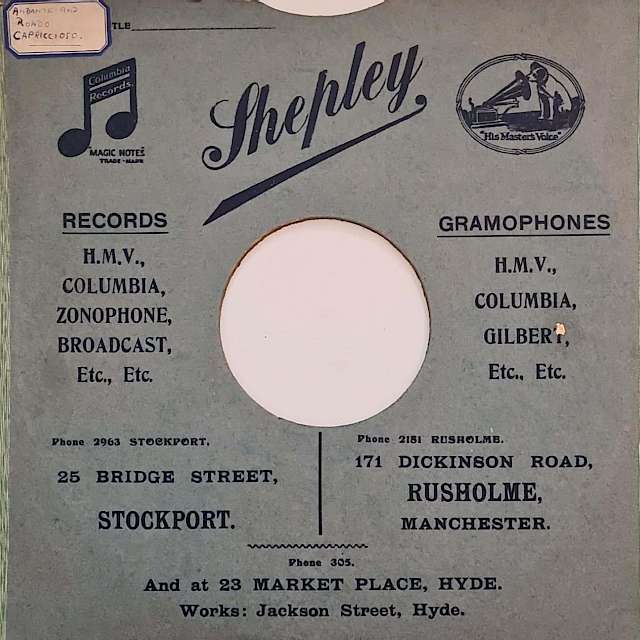 ANDANTE AND
RONDO
CAPRICCIOSO.
TLE
Columbia
Records
"MAGIC NOTES"
TRADE-MARK
Shepley
"His Master's Voice"
RECORDS
H.M.V.,
COLUMBIA,
ZONOPHONE,
BROADCAST,
Etc., Etc.
GRAMOPHONES
H.M.V.,
COLUMBIA,
GILBERT,
Etc., Etc.
Phone 2963 STOCKPORT.
25 BRIDGE STREET,
STOCKPORT.
Phone 2181 RUSHOLME.
171 DICKINSON ROAD,
RUSHOLME,
MANCHESTER.
Phone 305.
And at 23 MARKET PLACE, HYDE.
Works: Jackson Street, Hyde.